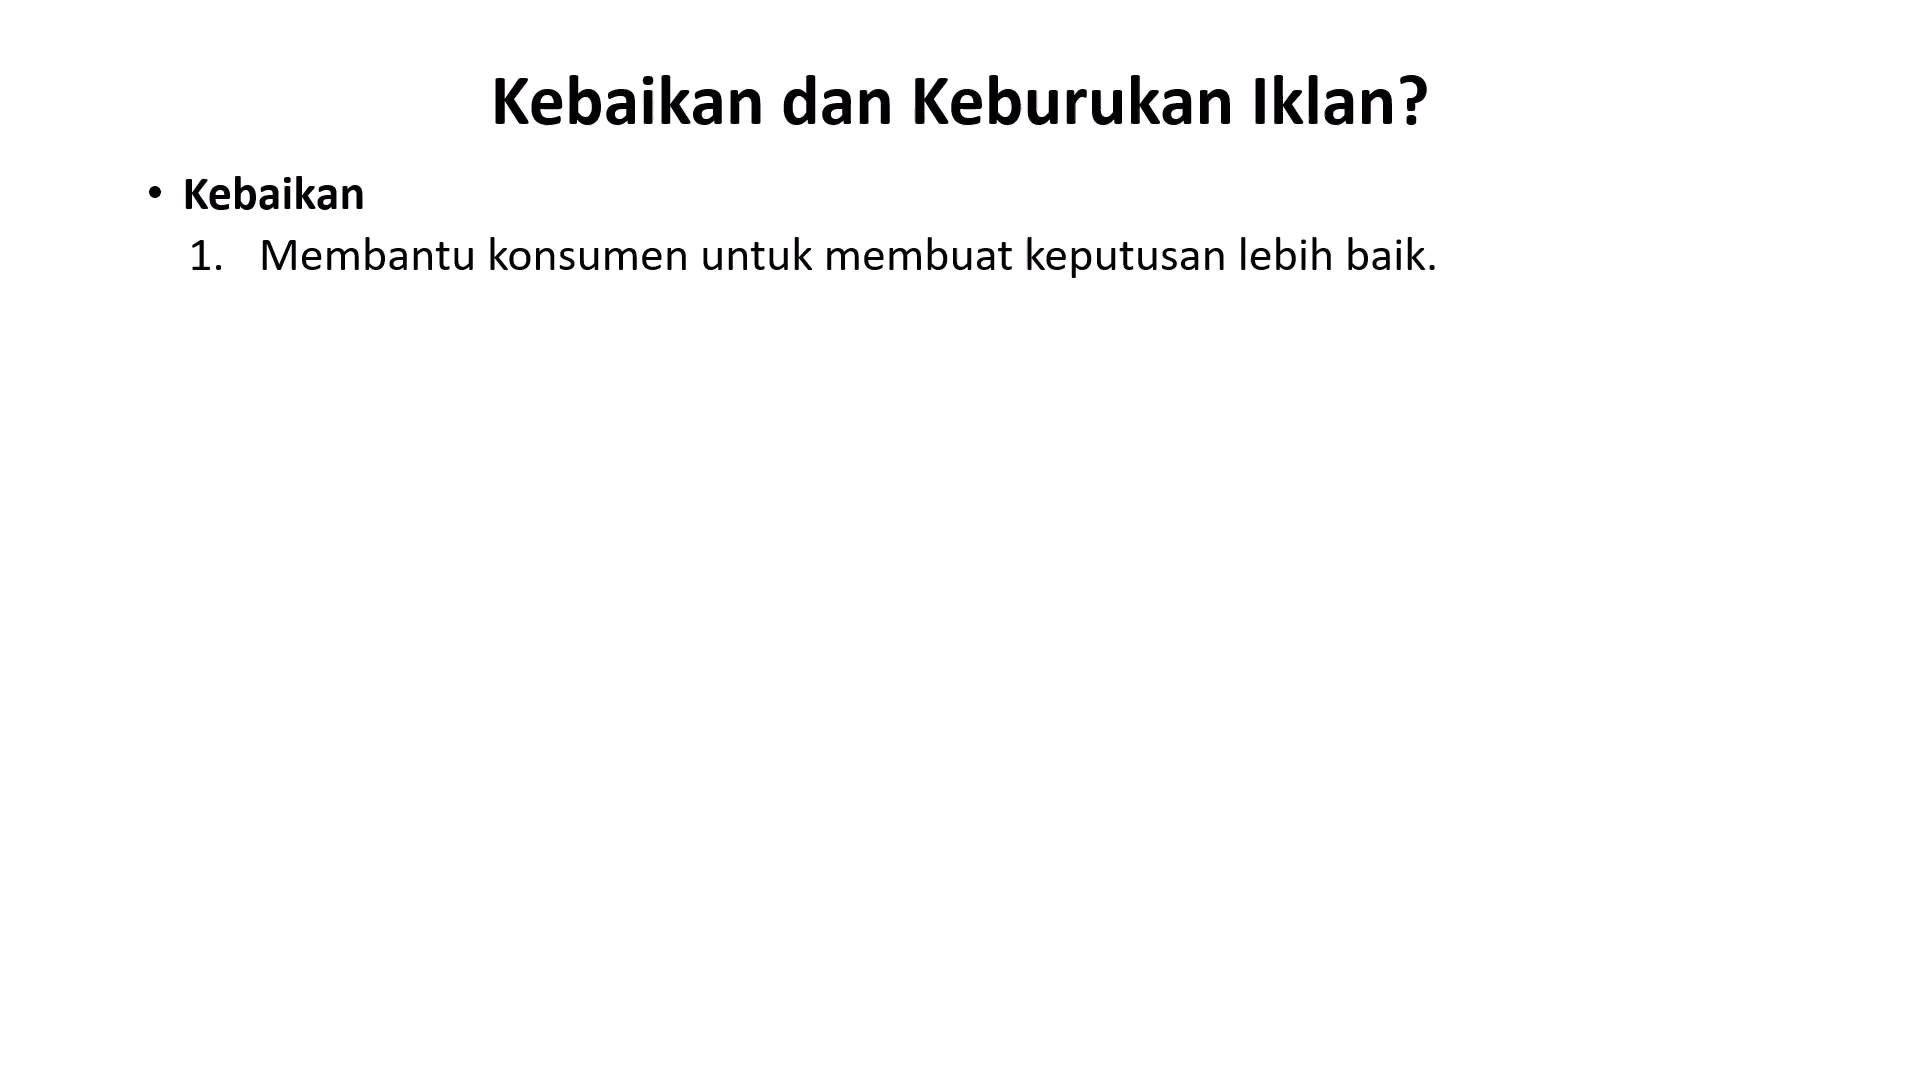 Kebaikan dan Keburukan Iklan?
• Kebaikan
1. Membantu konsumen untuk membuat keputusan lebih baik.